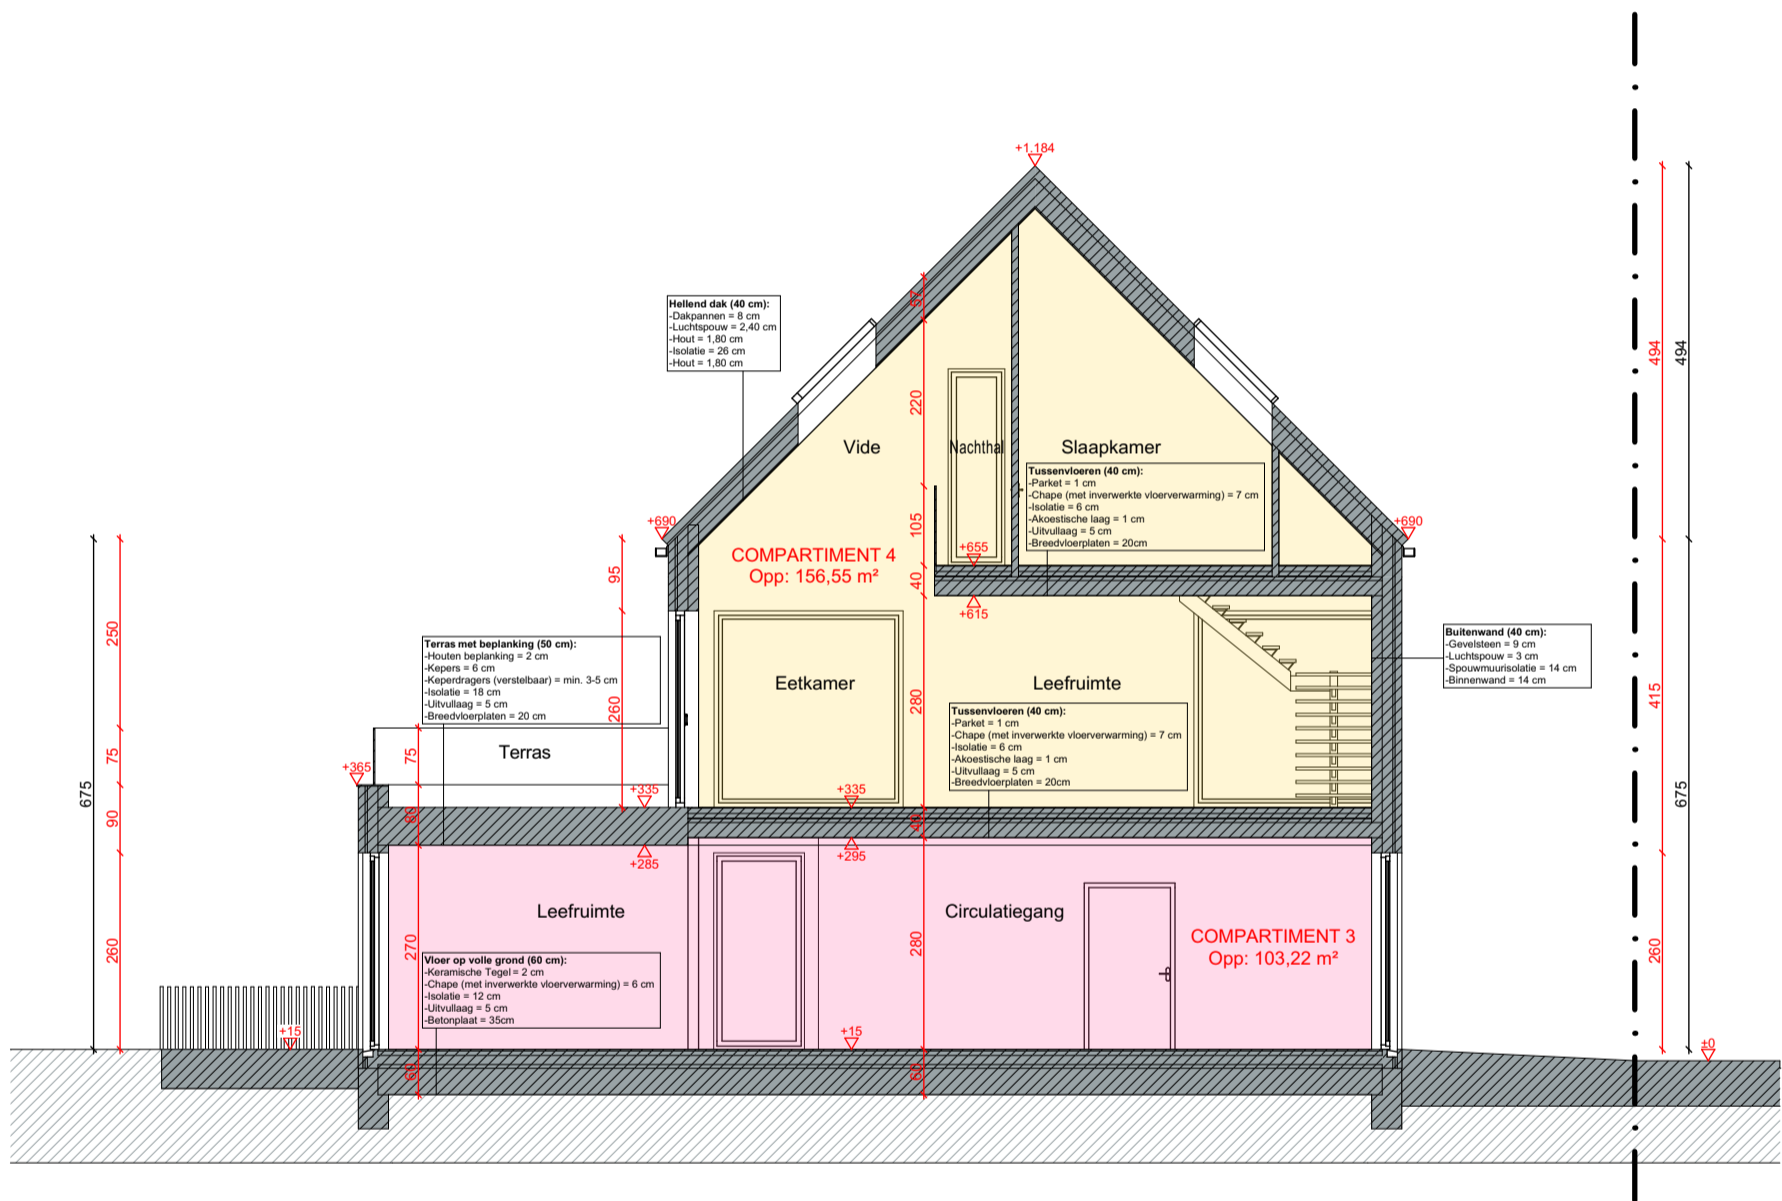 +1.184
Hellend dak (40 cm):
-Dakpannen = 8 cm
-Luchtspouw = 2,40 cm
-Hout = 1,80 cm
-Isolatie = 26 cm
-Hout = 1,80 cm
57
220
105
40
280
40
280
60
494
494
Vide
Nachthal
Slaapkamer
Tussenvloeren (40 cm):
-Parket = 1 cm
-Chape (met inverwerkte vloerverwarming) = 7 cm
-Isolatie = 6 cm
-Akoestische laag = 1 cm
-Uitvullaag = 5 cm
-Breedvloerplaten = 20cm
+690
+690
COMPARTIMENT 4
Opp: 156,55 m²
+655
+615
95
260
250
75
90
260
675
Terras met beplanking (50 cm):
-Houten beplanking = 2 cm
-Kepers = 6 cm
-Keperdragers (verstelbaar) = min. 3-5 cm
-Isolatie = 18 cm
-Uitvullaag = 5 cm
-Breedvloerplaten = 20 cm
Buitenwand (40 cm):
-Gevelsteen = 9 cm
-Luchtspouw = 3 cm
-Spouwmuurisolatie = 14 cm
-Binnenwand = 14 cm
Eetkamer
Leefruimte
Tussenvloeren (40 cm):
-Parket = 1 cm
-Chape (met inverwerkte vloerverwarming) = 7 cm
-Isolatie = 6 cm
-Akoestische laag = 1 cm
-Uitvullaag = 5 cm
-Breedvloerplaten = 20cm
415
260
675
Terras
75
+365
+335
+335
+285
+295
270
60
Leefruimte
Circulatiegang
COMPARTIMENT 3
Opp: 103,22 m²
Vloer op volle grond (60 cm):
-Keramische Tegel = 2 cm
-Chape (met inverwerkte vloerverwarming) = 6 cm
-Isolatie = 12 cm
-Uitvullaag = 5 cm
-Betonplaat = 35cm
+15
+15
±0